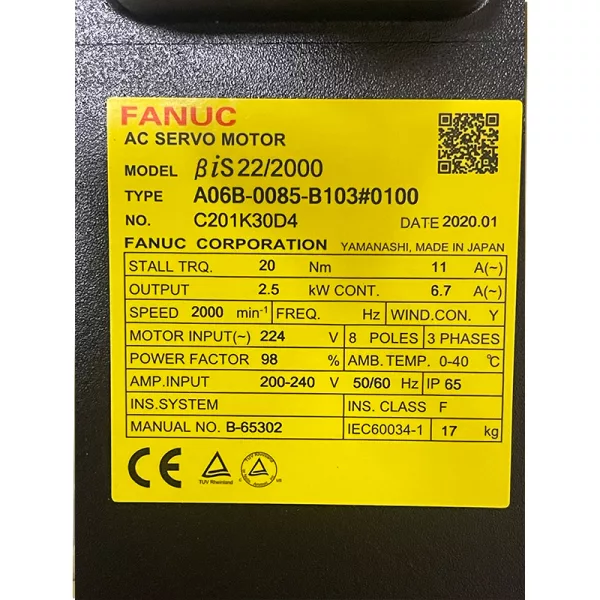 FANUC
AC SERVO MOTOR
MODEL βiS22/2000
TYPE A06B-0085-B103#0100
NO. C201K30D4 DATE 2020.01
FANUC CORPORATION YAMANASHI, MADE IN JAPAN
STALL TRQ. 20 Nm 11 A(~)
OUTPUT 2.5 kW CONT. 6.7 A(~)
SPEED 2000 min⁻¹ FREQ. Hz WIND.CON. Y
MOTOR INPUT(~) 224 V 8 POLES 3 PHASES
POWER FACTOR 98 % AMB.TEMP. 0-40 ℃
AMP.INPUT 200-240 V 50/60 Hz IP 65
INS.SYSTEM INS. CLASS F
MANUAL NO. B-65302 IEC60034-1 17 kg
CE TUV Rheinland